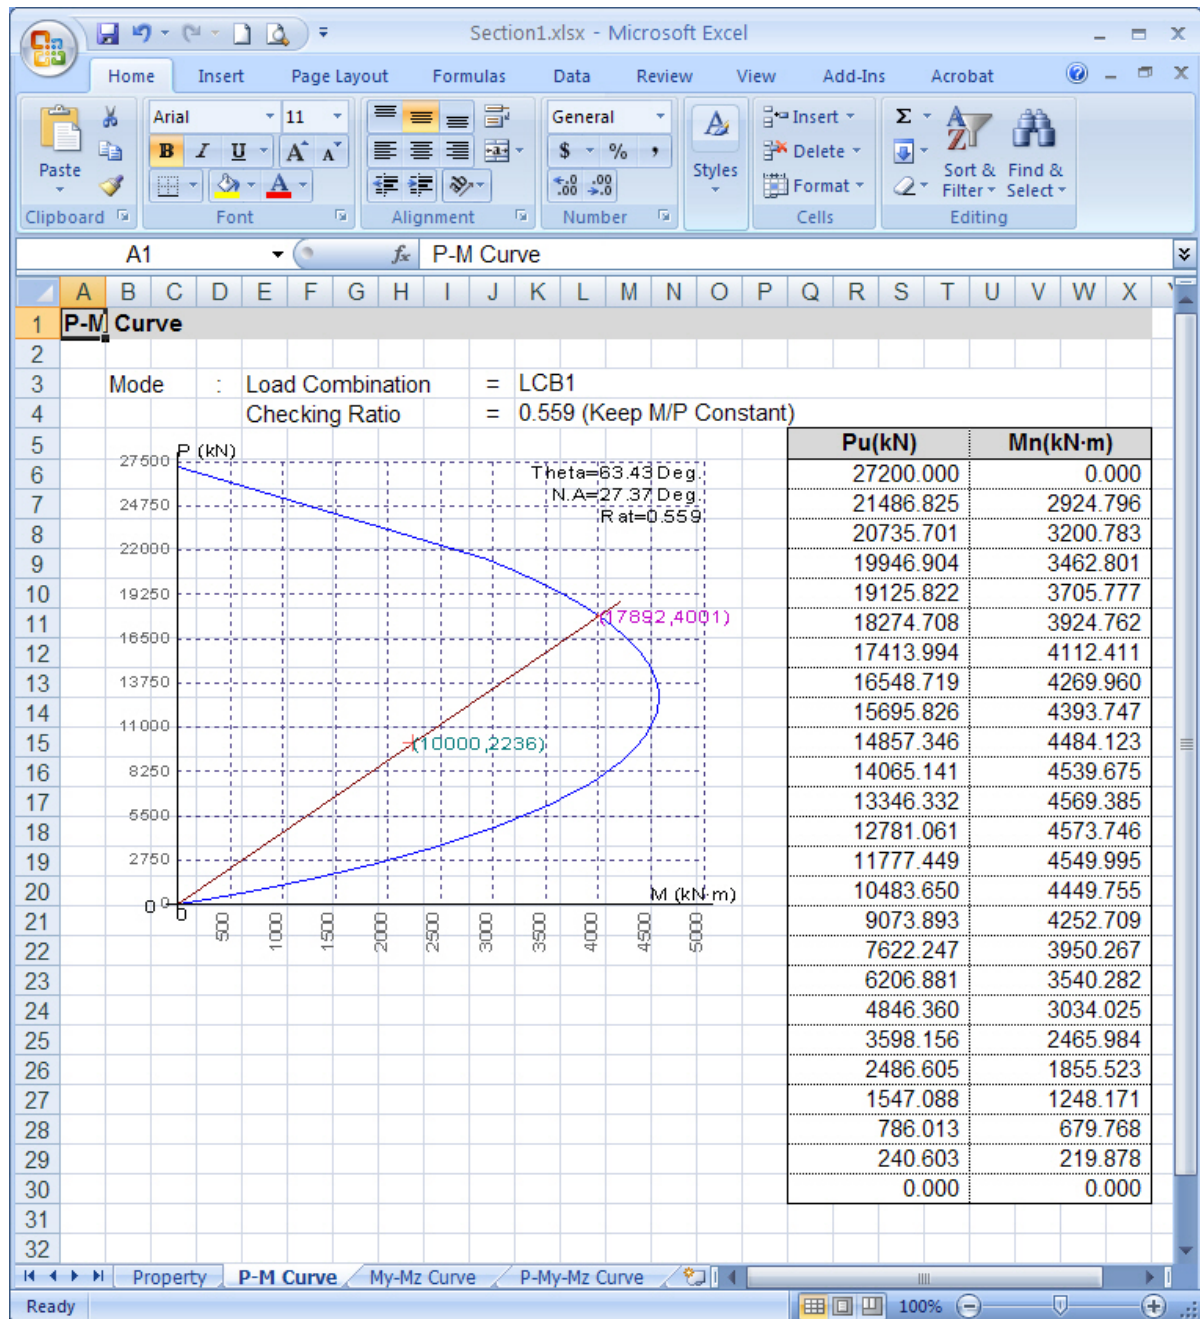 Section1.xlsx - Microsoft Excel
Home Insert Page Layout Formulas Data Review View Add-Ins Acrobat
Paste
Clipboard
Arial 11
B I U A A
Font
Alignment
General
$ % ,
Number
Styles
Insert
Delete
Format
Cells
Σ
Sort & Filter
Find & Select
Editing
A1 fx P-M Curve
A B C D E F G H I J K L M N O P Q R S T U V W X
1 P-M Curve
2
3 Mode : Load Combination = LCB1
4 Checking Ratio = 0.559 (Keep M/P Constant)
5 Pu(kN) Mn(kN·m)
6 27200.000 0.000
7 21486.825 2924.796
8 20735.701 3200.783
9 19946.904 3462.801
10 19125.822 3705.777
11 18274.708 3924.762
12 17413.994 4112.411
13 16548.719 4269.960
14 15695.826 4393.747
15 14857.346 4484.123
16 14065.141 4539.675
17 13346.332 4569.385
18 12781.061 4573.746
19 11777.449 4549.995
20 10483.650 4449.755
21 9073.893 4252.709
22 7622.247 3950.267
23 6206.881 3540.282
24 4846.360 3034.025
25 3598.156 2465.984
26 2486.605 1855.523
27 1547.088 1248.171
28 786.013 679.768
29 240.603 219.878
30 0.000 0.000
31
32
P (kN)
27500
24750
22000
19250
16500
13750
11000
8250
5500
2750
0
Theta=63.43 Deg.
N.A=27.37 Deg.
Rat=0.559
(17892,4001)
(10000,2236)
M (kN·m)
0 500 1000 1500 2000 2500 3000 3500 4000 4500 5000
Property P-M Curve My-Mz Curve P-My-Mz Curve
Ready 100%